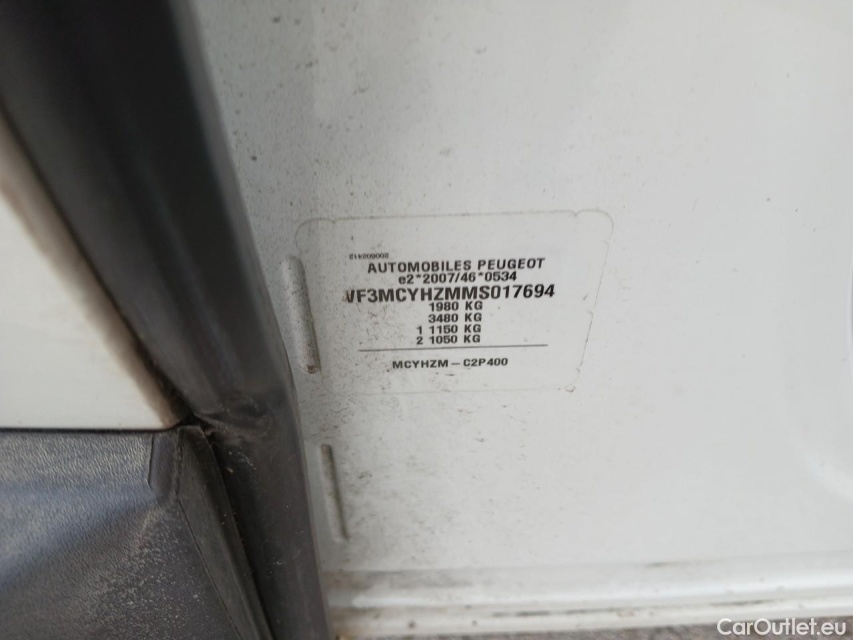 200802412
AUTOMOBILES PEUGEOT
e2*2007/46*0534
VF3MCYHZMMS017694
1980 KG
3480 KG
1 1150 KG
2 1050 KG
MCYHZM-C2P400
CarOutlet.eu